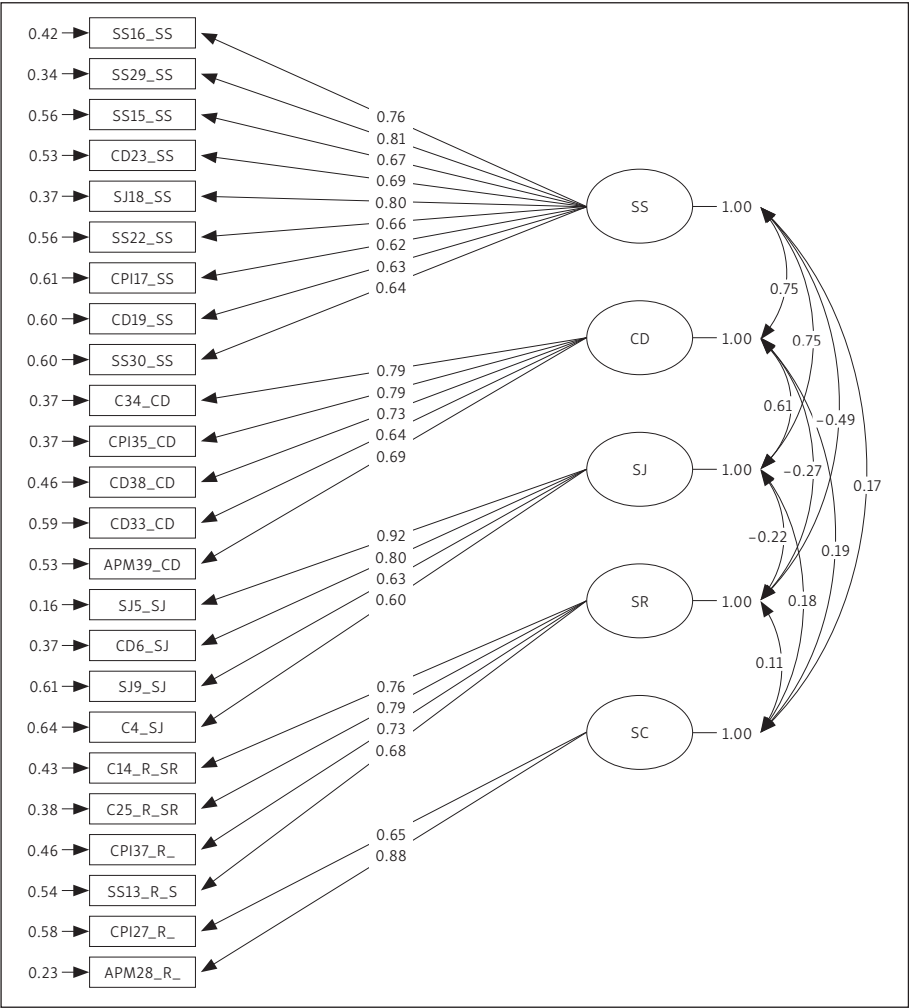 0.42 SS16_SS
0.34 SS29_SS
0.56 SS15_SS
0.53 CD23_SS
0.37 SJ18_SS
0.56 SS22_SS
0.61 CPI17_SS
0.60 CD19_SS
0.60 SS30_SS
0.37 C34_CD
0.37 CPI35_CD
0.46 CD38_CD
0.59 CD33_CD
0.53 APM39_CD
0.16 SJ5_SJ
0.37 CD6_SJ
0.61 SJ9_SJ
0.64 C4_SJ
0.43 C14_R_SR
0.38 C25_R_SR
0.46 CPI37_R_
0.54 SS13_R_S
0.58 CPI27_R_
0.23 APM28_R_
0.76
0.81
0.67
0.69
0.80
0.66
0.62
0.63
0.64
0.79
0.79
0.73
0.64
0.69
0.92
0.80
0.63
0.60
0.76
0.79
0.73
0.68
0.65
0.88
SS 1.00
CD 1.00
SJ 1.00
SR 1.00
SC 1.00
0.75
0.75
0.61
−0.49
−0.27
0.17
−0.22
0.19
0.18
0.11